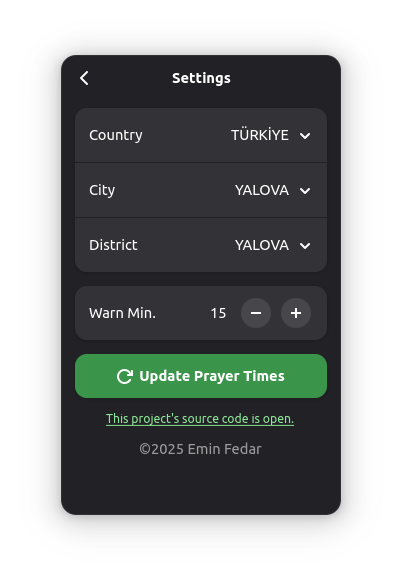 Settings
Country TÜRKİYE
City YALOVA
District YALOVA
Warn Min. 15
Update Prayer Times
This project's source code is open.
©2025 Emin Fedar